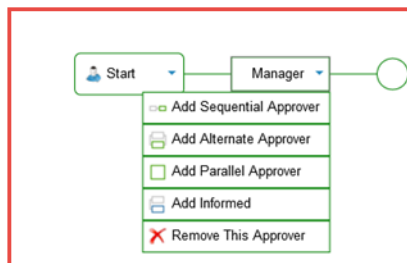 Start
Manager
Add Sequential Approver
Add Alternate Approver
Add Parallel Approver
Add Informed
Remove This Approver